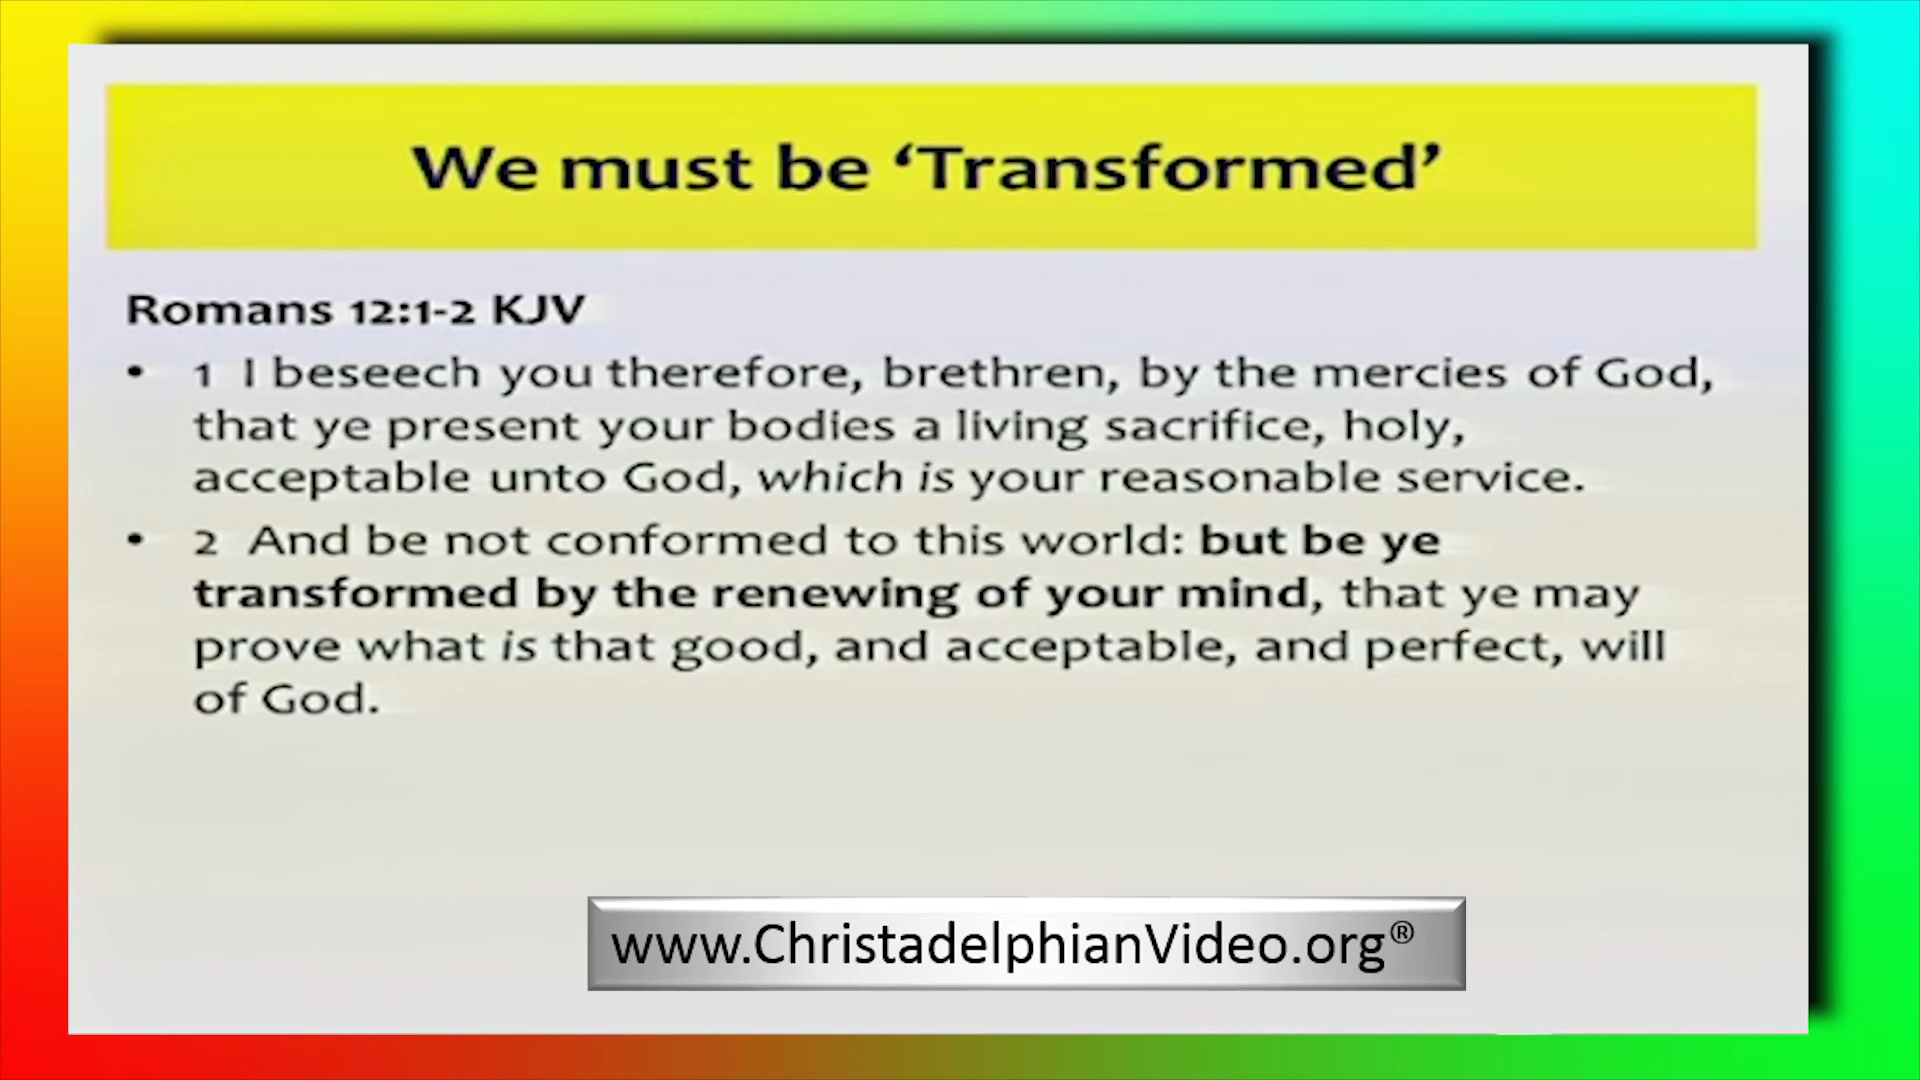 We must be ‘Transformed’
Romans 12:1-2 KJV
• 1 I beseech you therefore, brethren, by the mercies of God,
that ye present your bodies a living sacrifice, holy,
acceptable unto God, which is your reasonable service.
• 2 And be not conformed to this world: but be ye
transformed by the renewing of your mind, that ye may
prove what is that good, and acceptable, and perfect, will
of God.
www.ChristadelphianVideo.org®